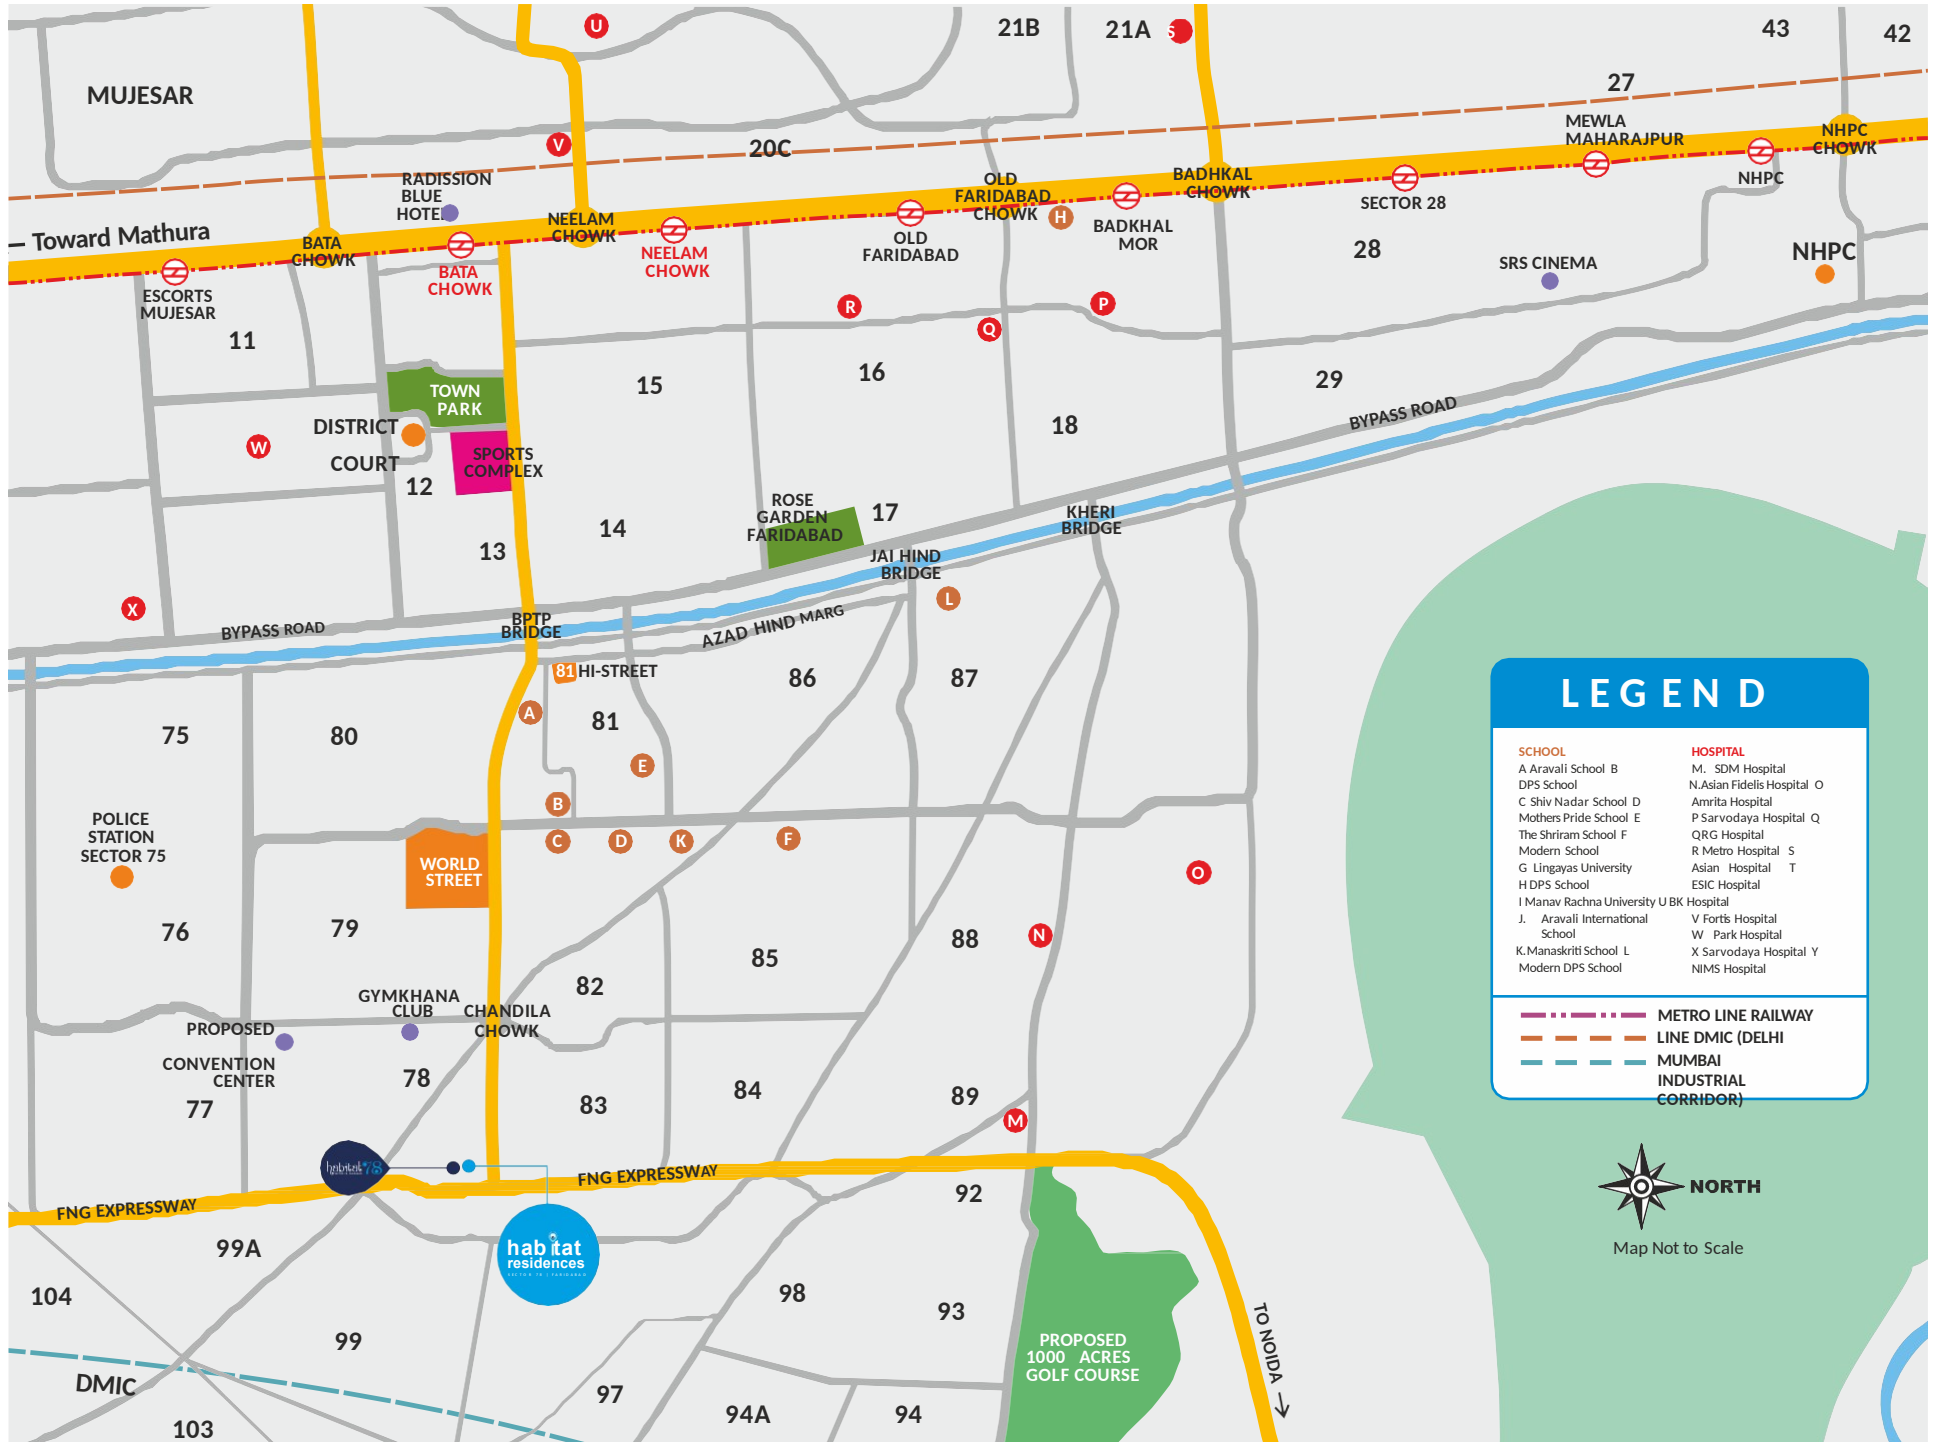 U
21B
21A
S
43
42
MUJESAR
27
MEWLA
MAHARAJPUR
NHPC
CHOWK
V
20C
RADISSION
BLUE
HOTEL
OLD
FARIDABAD
CHOWK
BADHKAL
CHOWK
NHPC
H
SECTOR 28
NEELAM
CHOWK
BADKHAL
MOR
Toward Mathura
BATA
CHOWK
OLD
FARIDABAD
NEELAM
CHOWK
28
NHPC
SRS CINEMA
BATA
CHOWK
ESCORTS
MUJESAR
R
P
Q
11
15
16
29
TOWN
PARK
BYPASS ROAD
DISTRICT
COURT
W
18
SPORTS
COMPLEX
12
ROSE
GARDEN
FARIDABAD
17
KHERI
BRIDGE
14
13
JAI HIND
BRIDGE
L
X
BYPASS ROAD
BPTP
BRIDGE
AZAD HIND MARG
81 HI-STREET
86
87
A
81
75
80
E
B
POLICE
STATION
SECTOR 75
C
D
K
F
WORLD
STREET
O
76
79
N
88
85
82
GYMKHANA
CLUB
CHANDILA
CHOWK
PROPOSED
CONVENTION
CENTER
78
77
83
84
89
M
habitat 78
FNG EXPRESSWAY
FNG EXPRESSWAY
92
99A
habitat
residences
SECTOR 78 | FARIDABAD
104
98
93
99
TO NOIDA
PROPOSED
1000 ACRES
GOLF COURSE
DMIC
97
94A
94
103
LEGEND
SCHOOL
A Aravali School B
DPS School
C Shiv Nadar School D
Mothers Pride School E
The Shriram School F
Modern School
G Lingayas University
H DPS School
I Manav Rachna University U BK Hospital
J. Aravali International
School
K.Manaskriti School L
Modern DPS School
HOSPITAL
M. SDM Hospital
N.Asian Fidelis Hospital O
Amrita Hospital
P Sarvodaya Hospital Q
QRG Hospital
R Metro Hospital S
Asian Hospital T
ESIC Hospital
V Fortis Hospital
W Park Hospital
X Sarvodaya Hospital Y
NIMS Hospital
METRO LINE RAILWAY
LINE DMIC (DELHI
MUMBAI
INDUSTRIAL
CORRIDOR)
NORTH
Map Not to Scale